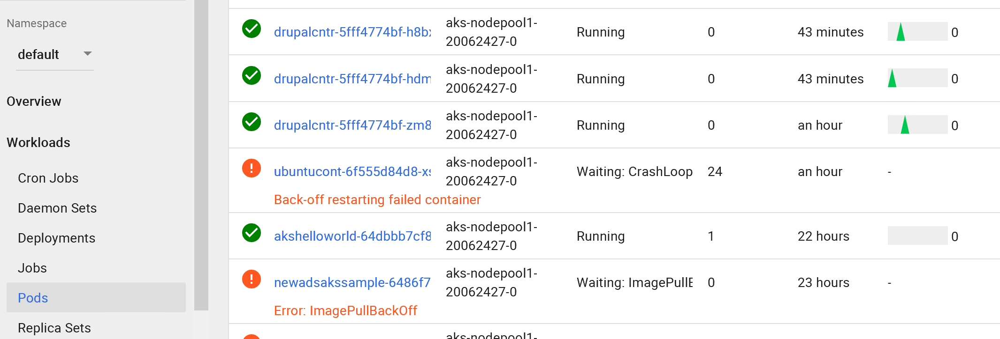 Namespace
default
Overview
Workloads
Cron Jobs
Daemon Sets
Deployments
Jobs
Pods
Replica Sets
drupalcntr-5fff4774bf-h8bx
aks-nodepool1-
20062427-0
Running
0
43 minutes
0
drupalcntr-5fff4774bf-hdm
aks-nodepool1-
20062427-0
Running
0
43 minutes
0
drupalcntr-5fff4774bf-zm8
aks-nodepool1-
20062427-0
Running
0
an hour
0
ubuntucont-6f555d84d8-xs
aks-nodepool1-
20062427-0
Waiting: CrashLoop
24
an hour
-
Back-off restarting failed container
akshelloworld-64dbbb7cf8
aks-nodepool1-
20062427-0
Running
1
22 hours
0
newadsakssample-6486f7
aks-nodepool1-
20062427-0
Waiting: ImagePullB
0
23 hours
-
Error: ImagePullBackOff
aks-nodepool1-